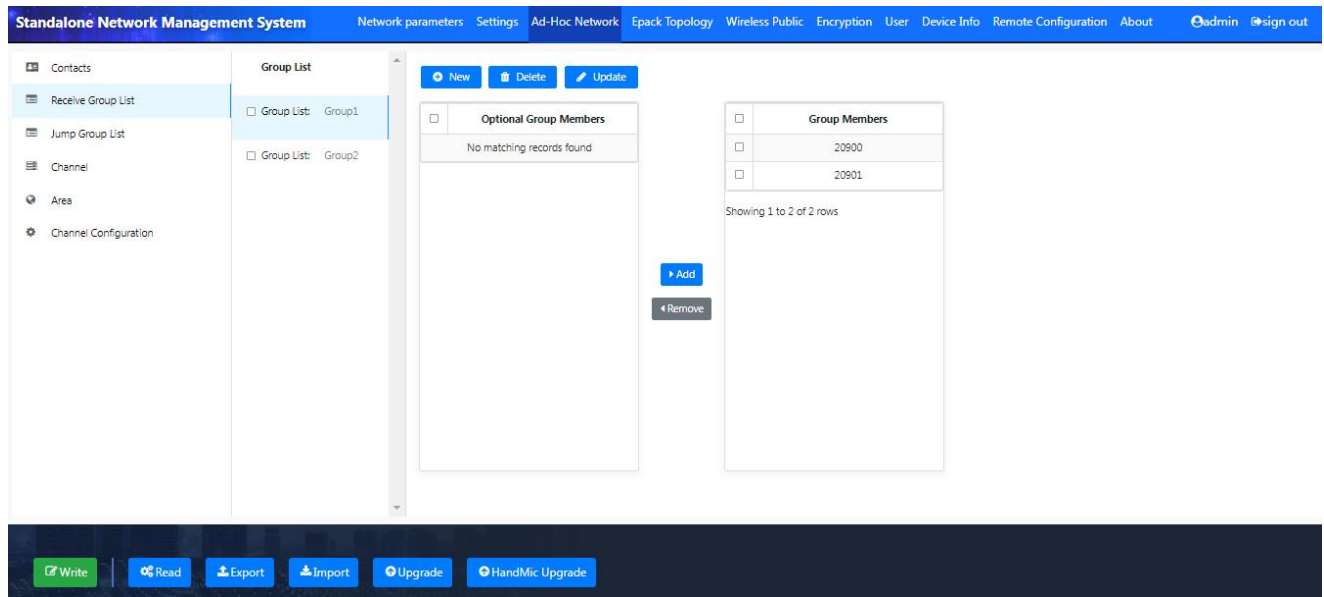 Standalone Network Management System Network parameters Settings Ad-Hoc Network Epack Topology Wireless Public Encryption User Device Info Remote Configuration About admin sign out
Contacts
Receive Group List
Jump Group List
Channel
Area
Channel Configuration
Group List
Group List: Group1
Group List: Group2
New Delete Update
Optional Group Members
No matching records found
Add
Remove
Group Members
20900
20901
Showing 1 to 2 of 2 rows
Write Read Export Import Upgrade HandMic Upgrade